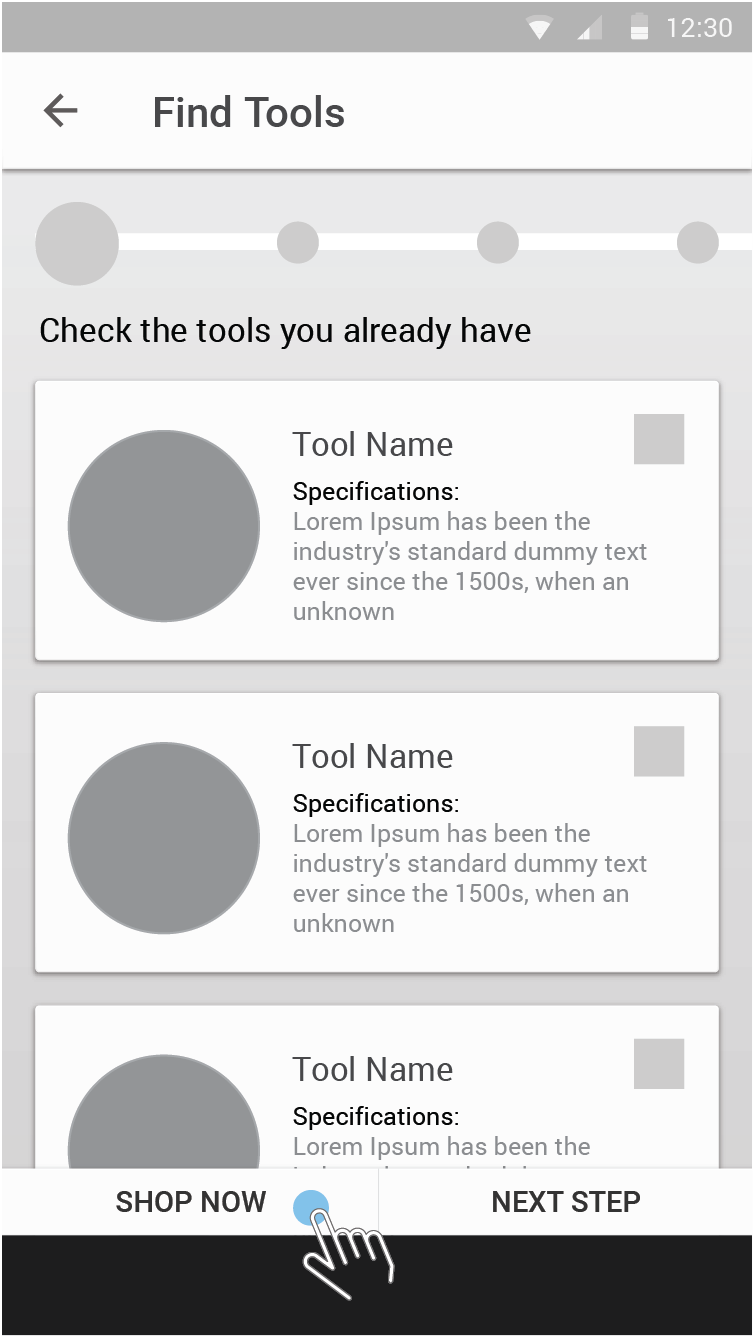 12:30
Find Tools
Check the tools you already have
Tool Name
Specifications:
Lorem Ipsum has been the
industry's standard dummy text
ever since the 1500s, when an
unknown
Tool Name
Specifications:
Lorem Ipsum has been the
industry's standard dummy text
ever since the 1500s, when an
unknown
Tool Name
Specifications:
Lorem Ipsum has been the
SHOP NOW
NEXT STEP